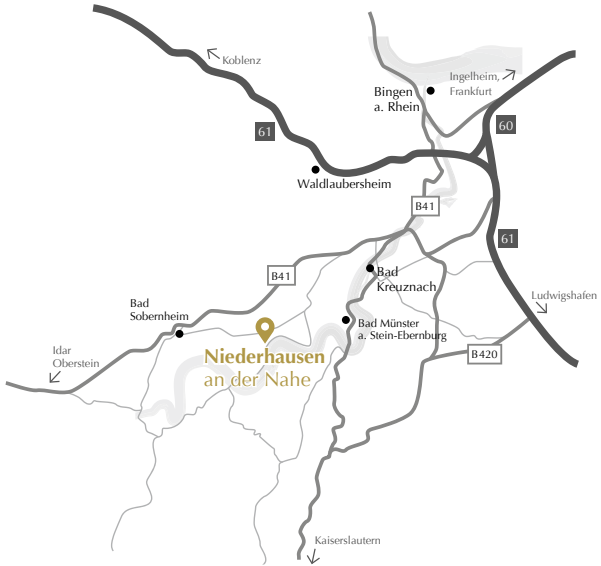 Koblenz
Ingelheim,
Frankfurt
Bingen
a. Rhein
60
61
Waldlaubersheim
B41
61
Bad
Kreuznach
B41
Ludwigshafen
Bad
Sobernheim
Bad Münster
a. Stein-Ebernburg
Niederhausen
an der Nahe
Idar
Oberstein
B420
Kaiserslautern